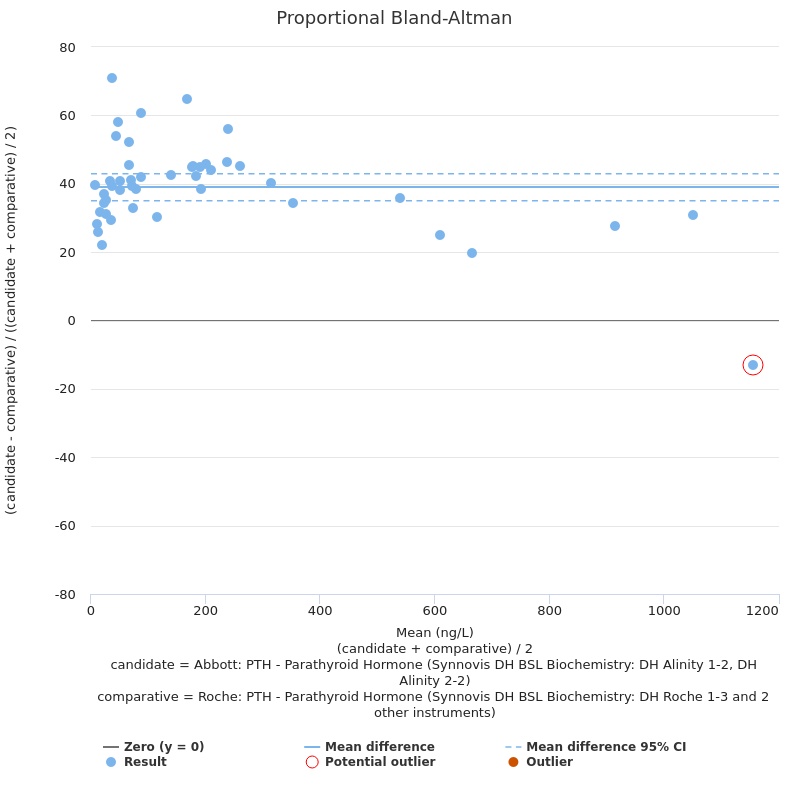 Proportional Bland-Altman
(candidate - comparative) / ((candidate + comparative) / 2)
80
60
40
20
0
-20
-40
-60
-80
0 200 400 600 800 1000 1200
Mean (ng/L)
(candidate + comparative) / 2
candidate = Abbott: PTH - Parathyroid Hormone (Synnovis DH BSL Biochemistry: DH Alinity 1-2, DH
Alinity 2-2)
comparative = Roche: PTH - Parathyroid Hormone (Synnovis DH BSL Biochemistry: DH Roche 1-3 and 2
other instruments)
Zero (y = 0) Mean difference Mean difference 95% CI
Result Potential outlier Outlier